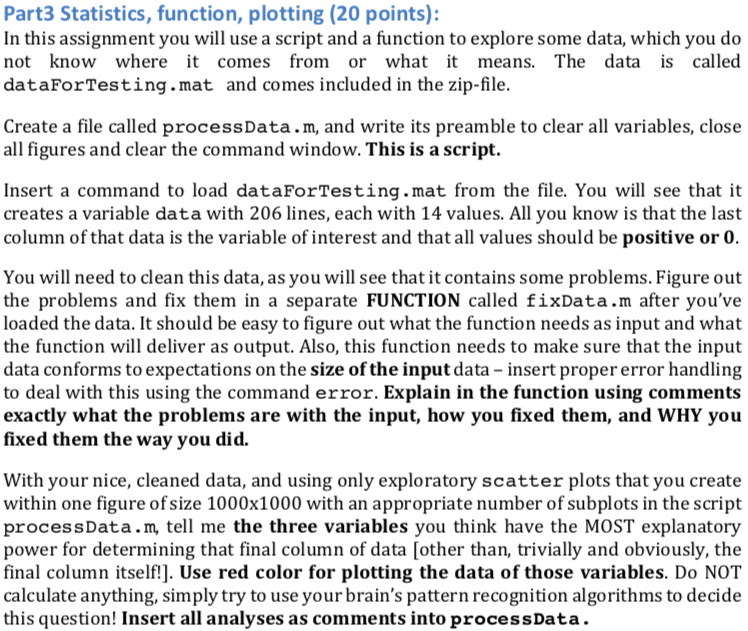 Part3 Statistics, function, plotting (20 points):
In this assignment you will use a script and a function to explore some data, which you do
not know where it comes from or what it means. The data is called
dataForTesting.mat and comes included in the zip-file.
Create a file called processData.m, and write its preamble to clear all variables, close
all figures and clear the command window. This is a script.
Insert a command to load dataForTesting.mat from the file. You will see that it
creates a variable data with 206 lines, each with 14 values. All you know is that the last
column of that data is the variable of interest and that all values should be positive or 0.
You will need to clean this data, as you will see that it contains some problems. Figure out
the problems and fix them in a separate FUNCTION called fixData.m after you've
loaded the data. It should be easy to figure out what the function needs as input and what
the function will deliver as output. Also, this function needs to make sure that the input
data conforms to expectations on the size of the input data – insert proper error handling
to deal with this using the command error. Explain in the function using comments
exactly what the problems are with the input, how you fixed them, and WHY you
fixed them the way you did.
With your nice, cleaned data, and using only exploratory scatter plots that you create
within one figure of size 1000x1000 with an appropriate number of subplots in the script
processData.m, tell me the three variables you think have the MOST explanatory
power for determining that final column of data [other than, trivially and obviously, the
final column itself!]. Use red color for plotting the data of those variables. Do NOT
calculate anything, simply try to use your brain's pattern recognition algorithms to decide
this question! Insert all analyses as comments into processData.